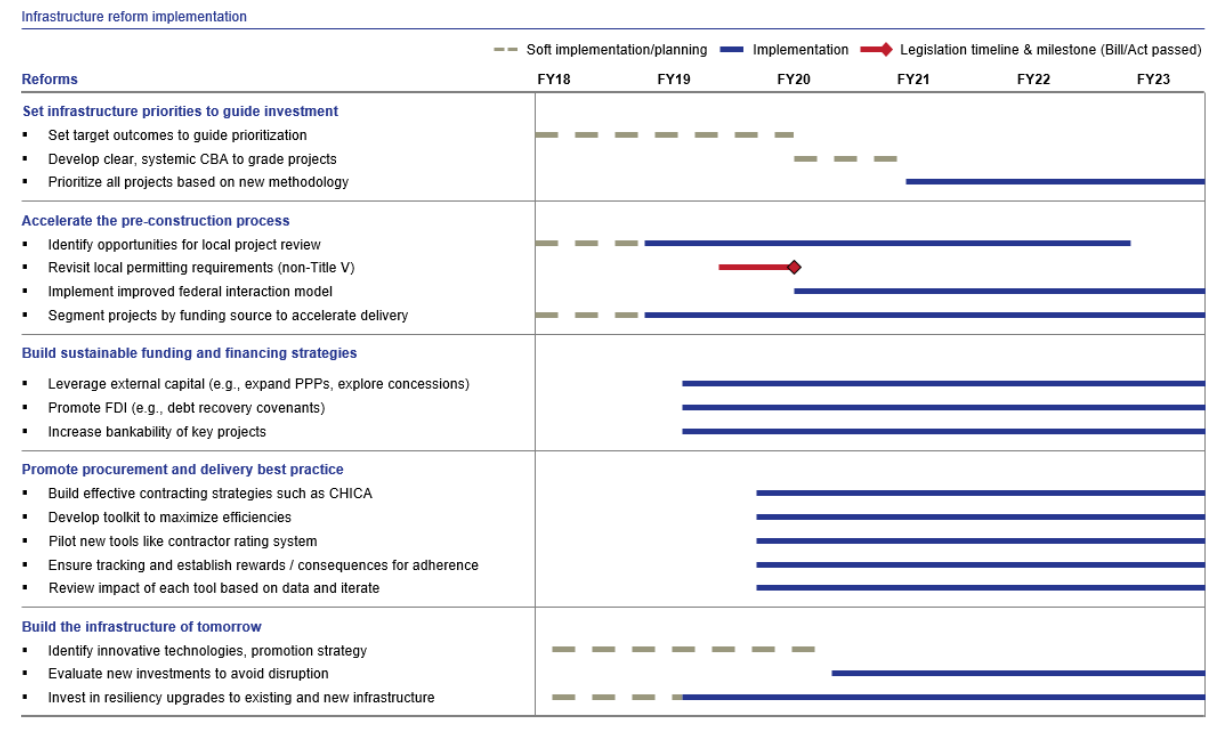 Infrastructure reform implementation
Soft implementation/planning Implementation Legislation timeline & milestone (Bill/Act passed)
Reforms FY18 FY19 FY20 FY21 FY22 FY23
Set infrastructure priorities to guide investment
▪ Set target outcomes to guide prioritization
▪ Develop clear, systemic CBA to grade projects
▪ Prioritize all projects based on new methodology
Accelerate the pre-construction process
▪ Identify opportunities for local project review
▪ Revisit local permitting requirements (non-Title V)
▪ Implement improved federal interaction model
▪ Segment projects by funding source to accelerate delivery
Build sustainable funding and financing strategies
▪ Leverage external capital (e.g., expand PPPs, explore concessions)
▪ Promote FDI (e.g., debt recovery covenants)
▪ Increase bankability of key projects
Promote procurement and delivery best practice
▪ Build effective contracting strategies such as CHICA
▪ Develop toolkit to maximize efficiencies
▪ Pilot new tools like contractor rating system
▪ Ensure tracking and establish rewards / consequences for adherence
▪ Review impact of each tool based on data and iterate
Build the infrastructure of tomorrow
▪ Identify innovative technologies, promotion strategy
▪ Evaluate new investments to avoid disruption
▪ Invest in resiliency upgrades to existing and new infrastructure